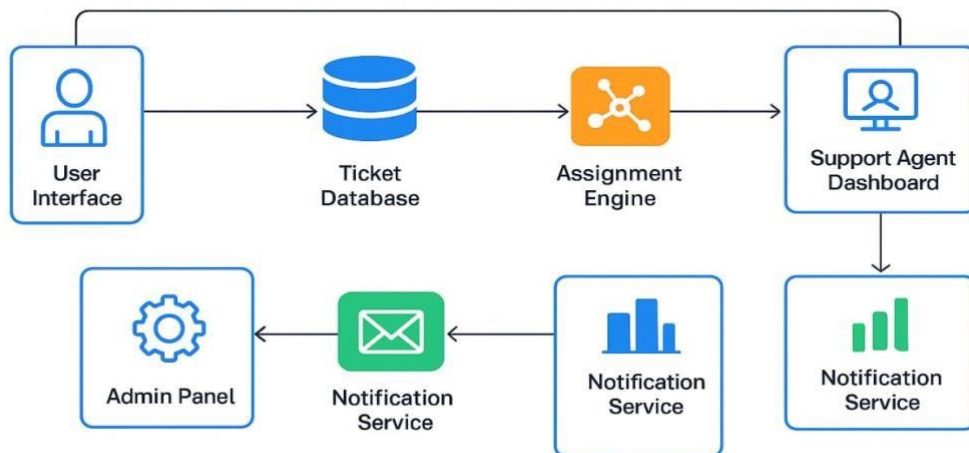 User
Interface
Ticket
Database
Assignment
Engine
Support Agent
Dashboard
Admin Panel
Notification
Service
Notification
Service
Notification
Service